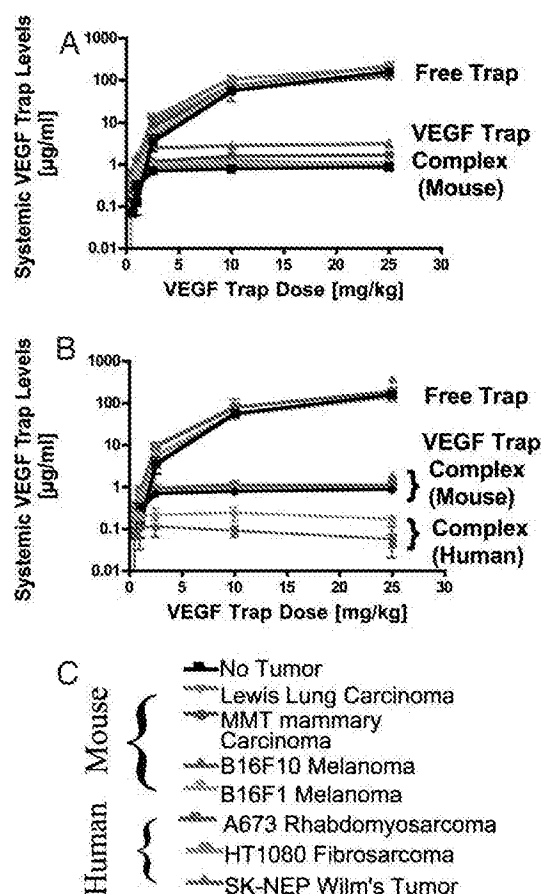 A
Systemic VEGF Trap Levels
[µg/ml]
1000
100
10
1
0.1
0.01
0
5
10
15
20
25
30
VEGF Trap Dose [mg/kg]
Free Trap
VEGF Trap
Complex
(Mouse)
B
Systemic VEGF Trap Levels
[µg/ml]
1000
100
10
1
0.1
0.01
0
5
10
15
20
25
30
VEGF Trap Dose [mg/kg]
Free Trap
VEGF Trap
Complex
(Mouse)
Complex
(Human)
C
Mouse
No Tumor
Lewis Lung Carcinoma
MMT mammary
Carcinoma
B16F10 Melanoma
B16F1 Melanoma
Human
A673 Rhabdomyosarcoma
HT1080 Fibrosarcoma
SK-NEP Wilm's Tumor